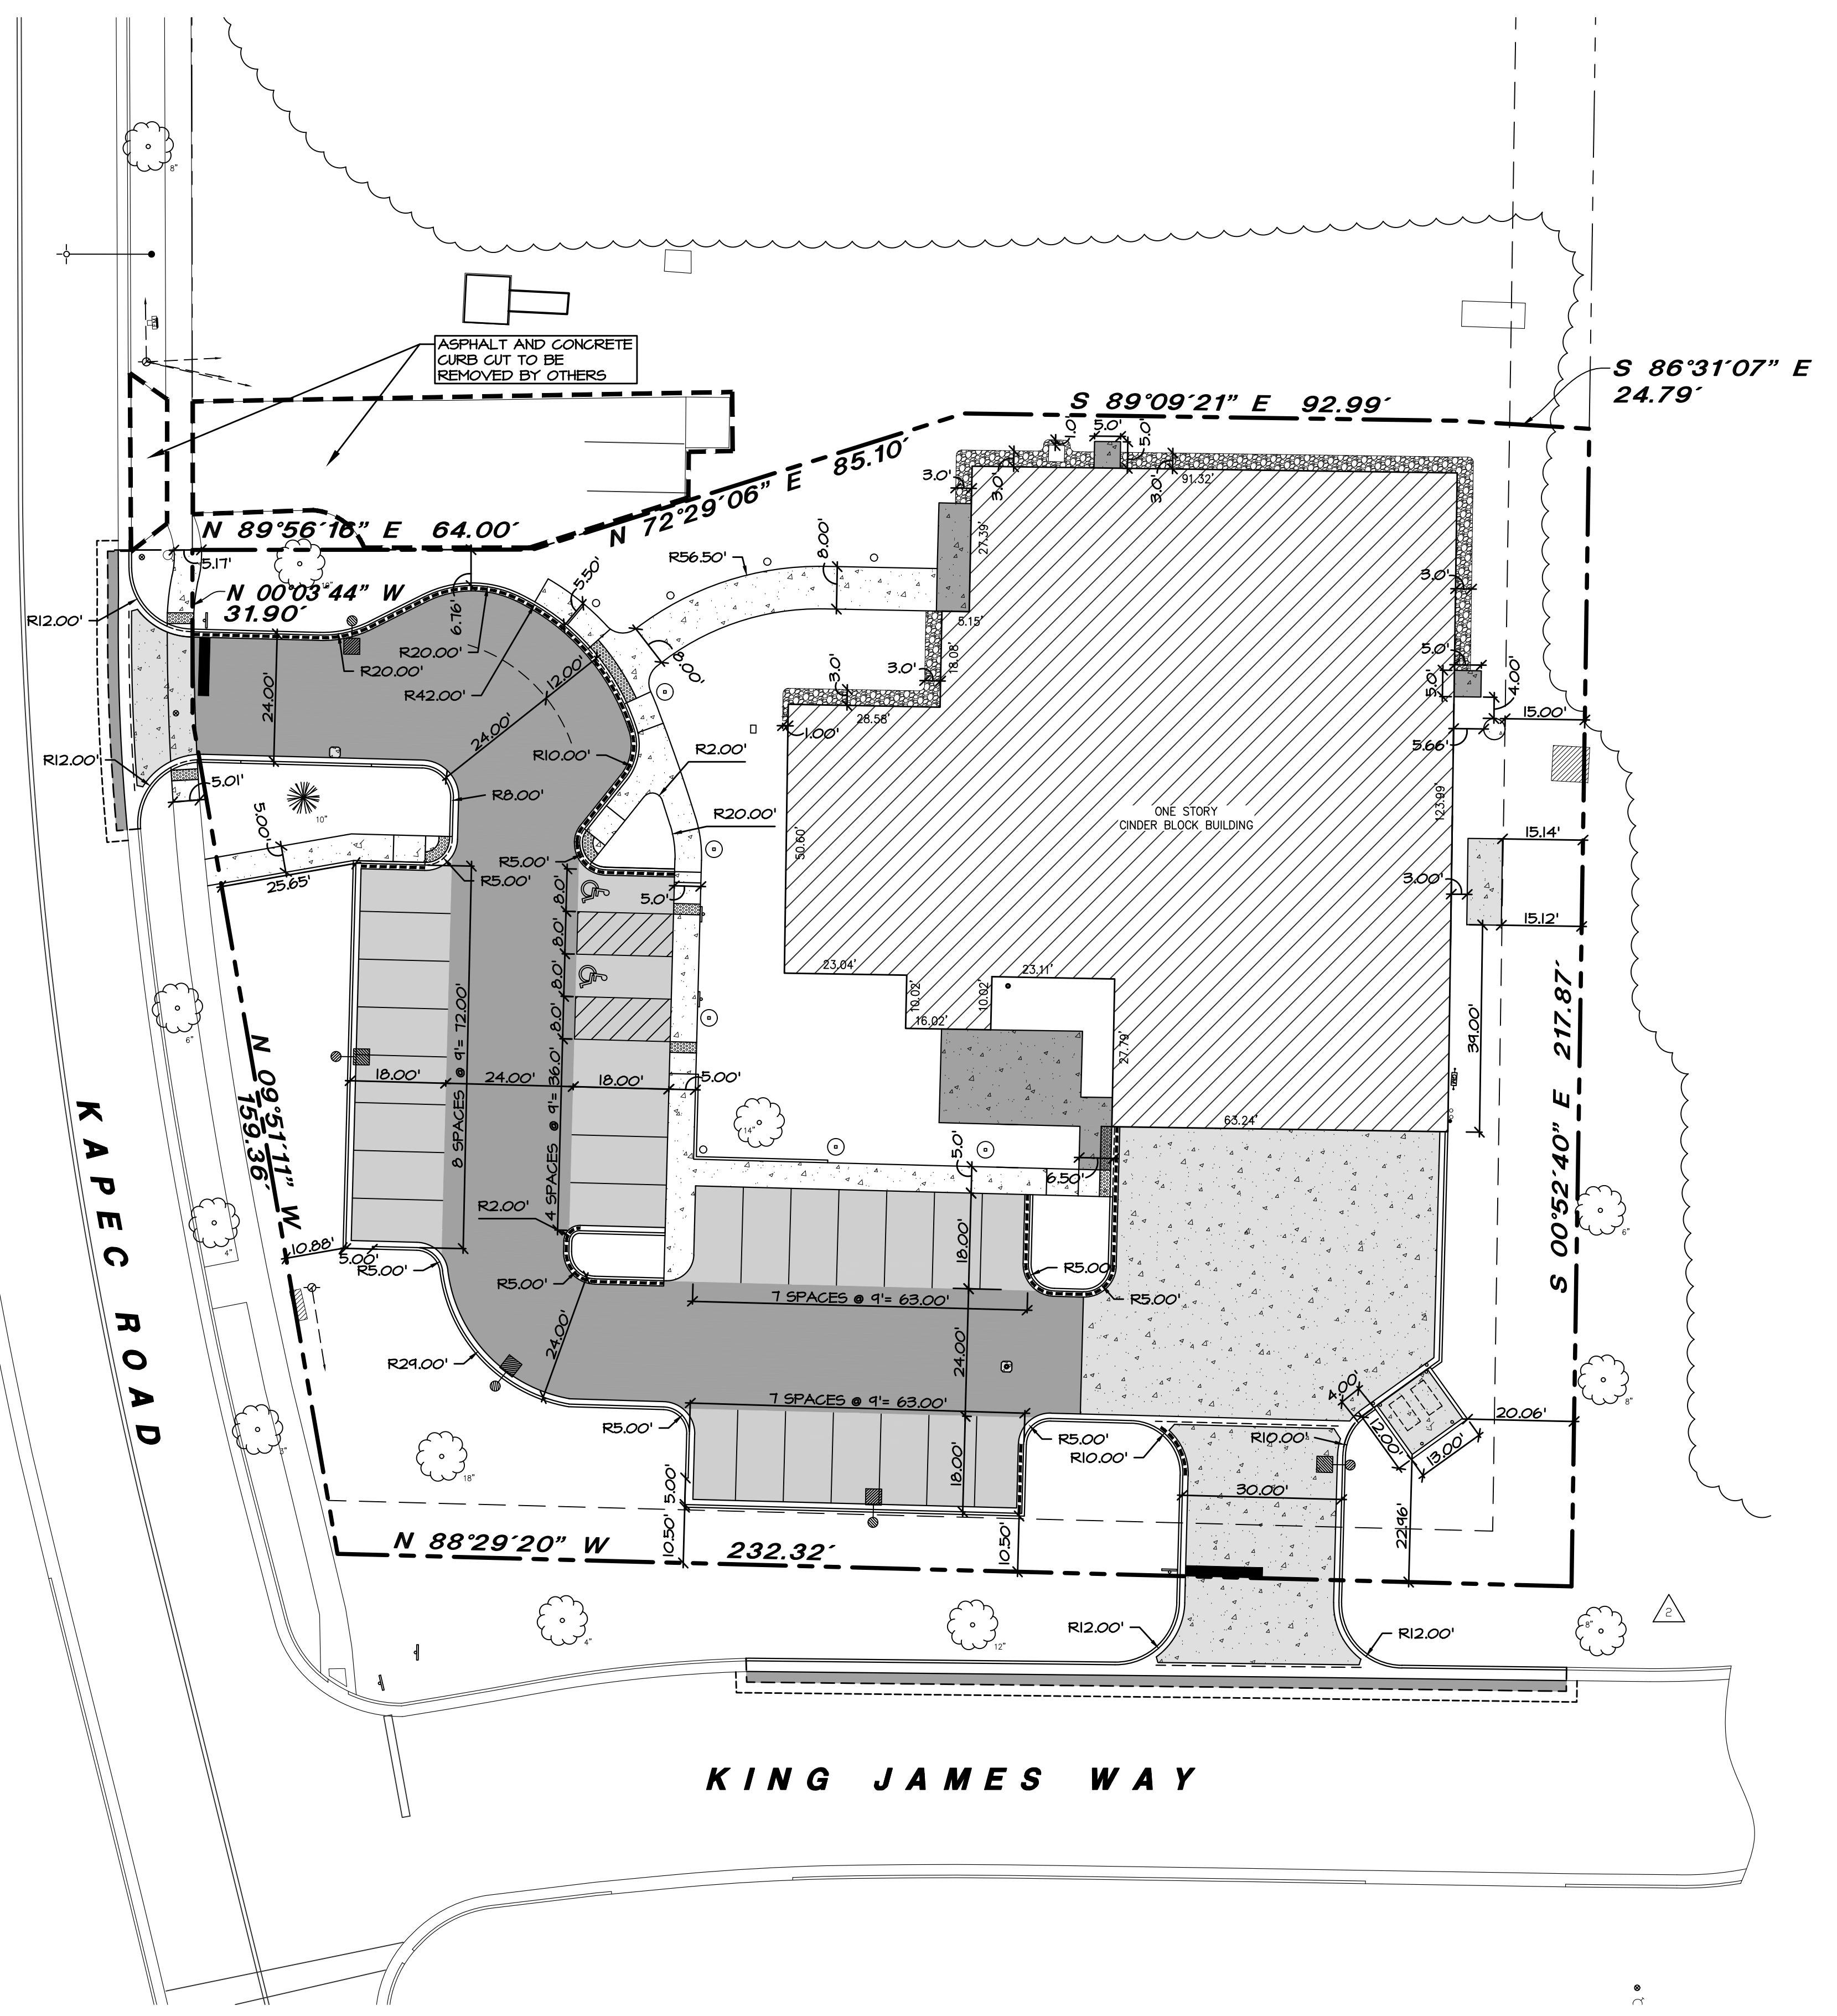 8"
ASPHALT AND CONCRETE
CURB CUT TO BE
REMOVED BY OTHERS
S 86°31'07" E
24.79'
S 89°09'21" E 92.99'
N 72°29'06" E 85.10'
N 89°56'16" E 64.00'
N 00°03'44" W
31.90'
5.17'
R12.00'
6.76'
R20.00'
R20.00'
R42.00'
24.00'
24.00'
12.00'
5.50'
R56.50'
8.00'
8.00'
R10.00'
R2.00'
R20.00'
R12.00'
5.01'
R8.00'
10"
5.00'
25.65'
R5.00'
R5.00'
5.0'
8.0'
8.0'
8.0'
8.0'
1.0'
5.0'
5.0'
3.0'
3.0'
3.0'
91.32'
27.39'
5.15'
18.08'
3.0'
3.0'
28.58'
1.00'
50.60'
3.0'
5.0'
5.0'
4.00'
15.00'
5.66'
ONE STORY
CINDER BLOCK BUILDING
123.99'
15.14'
3.00'
15.12'
39.00'
23.04'
10.02'
16.02'
10.02'
23.11'
27.79'
63.24'
S 00°52'40" E 217.87'
6"
N 09°51'11" W
159.36'
18.00'
24.00'
18.00'
5.00'
8 SPACES @ 9'= 72.00'
4 SPACES @ 9'= 36.0'
14"
5.0'
6.50'
R2.00'
10.88'
5.00'
R5.00'
R5.00'
4"
6"
18.00'
7 SPACES @ 9'= 63.00'
R5.00'
R5.00'
24.00'
24.00'
R29.00'
7 SPACES @ 9'= 63.00'
R5.00'
R5.00'
R10.00'
R10.00'
18.00'
4.00'
12.00'
13.00'
20.06'
8"
18"
5.00'
10.50'
10.50'
30.00'
22.96'
N 88°29'20" W 232.32'
KAPEC ROAD
4"
12"
R12.00'
R12.00'
8"
2
KING JAMES WAY